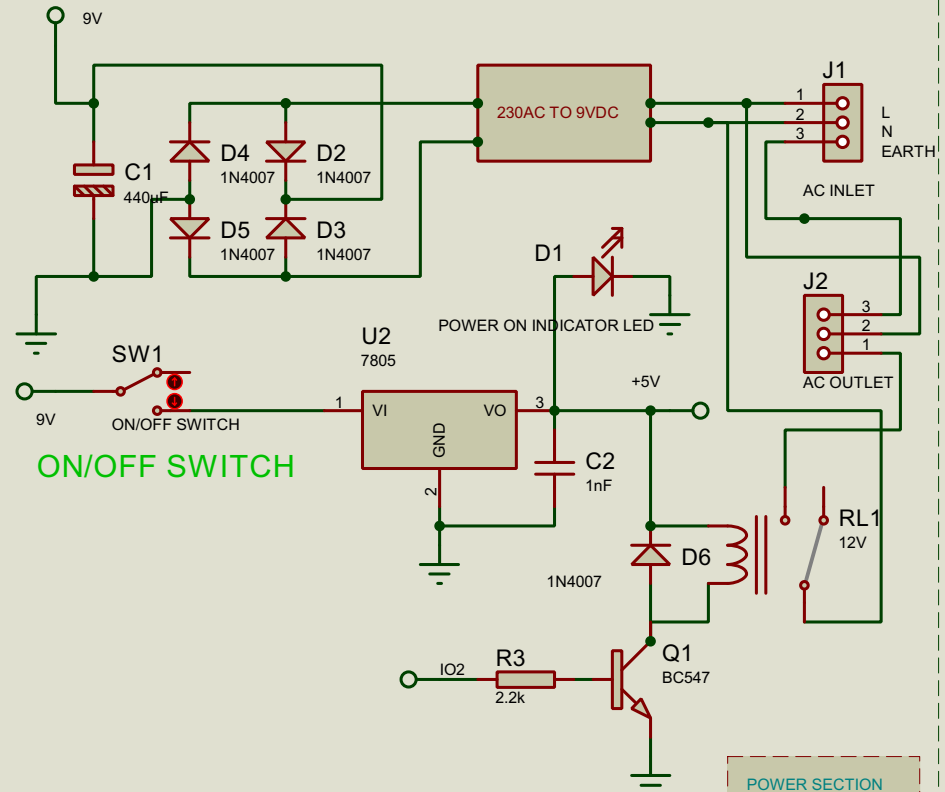 9V
230AC TO 9VDC
J1
1
2
3
L
N
EARTH
AC INLET
C1
440uF
D4
1N4007
D2
1N4007
D5
1N4007
D3
1N4007
D1
POWER ON INDICATOR LED
J2
3
2
1
AC OUTLET
SW1
ON/OFF SWITCH
9V
ON/OFF SWITCH
U2
7805
1
VI
VO
3
GND
2
+5V
C2
1nF
D6
1N4007
RL1
12V
IO2
R3
2.2k
Q1
BC547
POWER SECTION